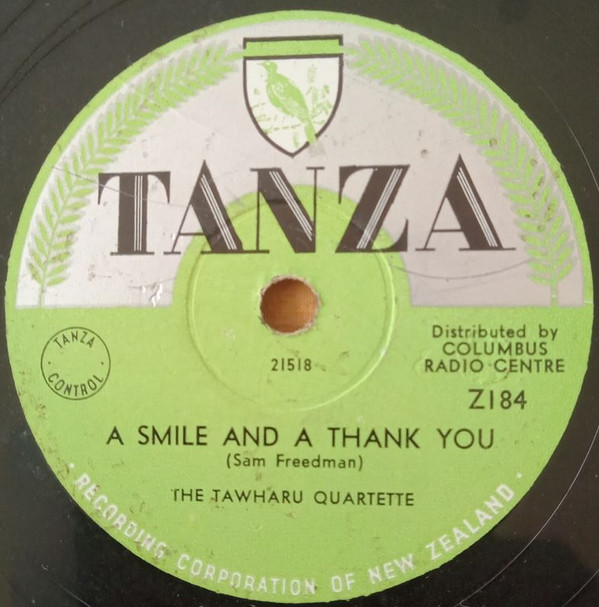 TANZA
TANZA
CONTROL
21518
Distributed by
COLUMBUS
RADIO CENTRE
Z184
A SMILE AND A THANK YOU
(Sam Freedman)
THE TAWHARU QUARTETTE
· RECORDING CORPORATION OF NEW ZEALAND ·